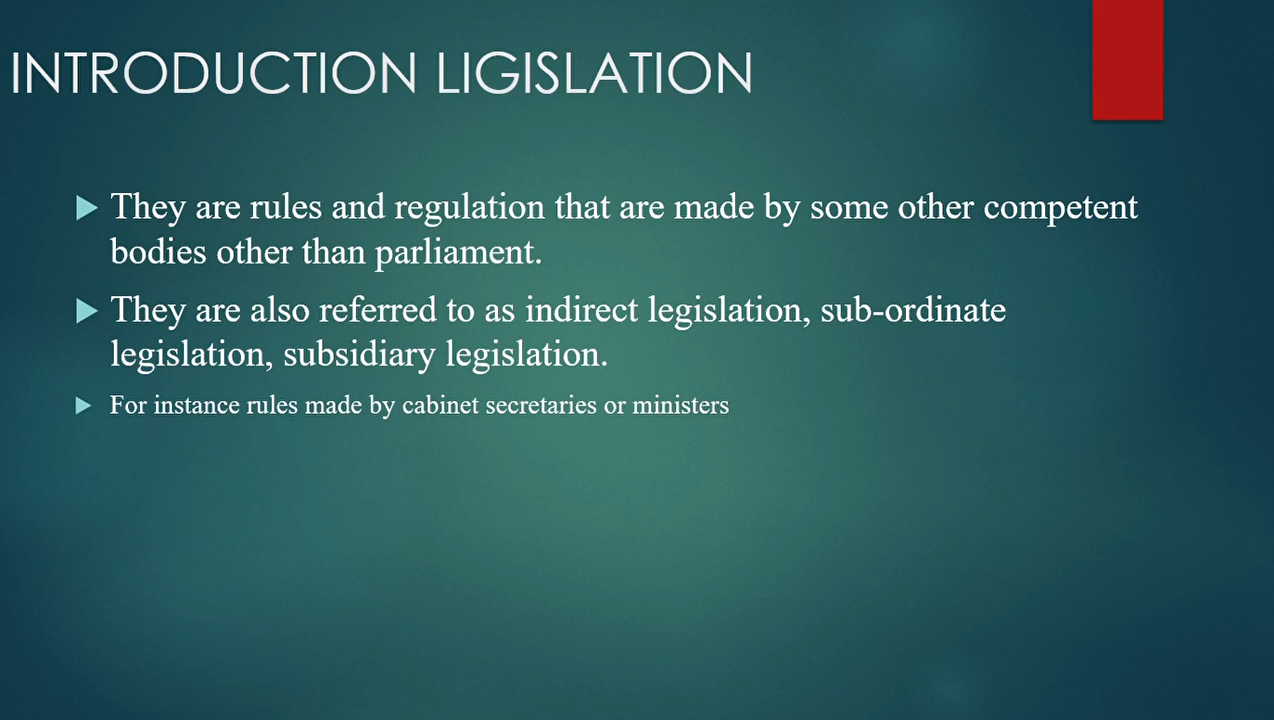 INTRODUCTION LIGISLATION
They are rules and regulation that are made by some other competent
bodies other than parliament.
They are also referred to as indirect legislation, sub-ordinate
legislation, subsidiary legislation.
For instance rules made by cabinet secretaries or ministers